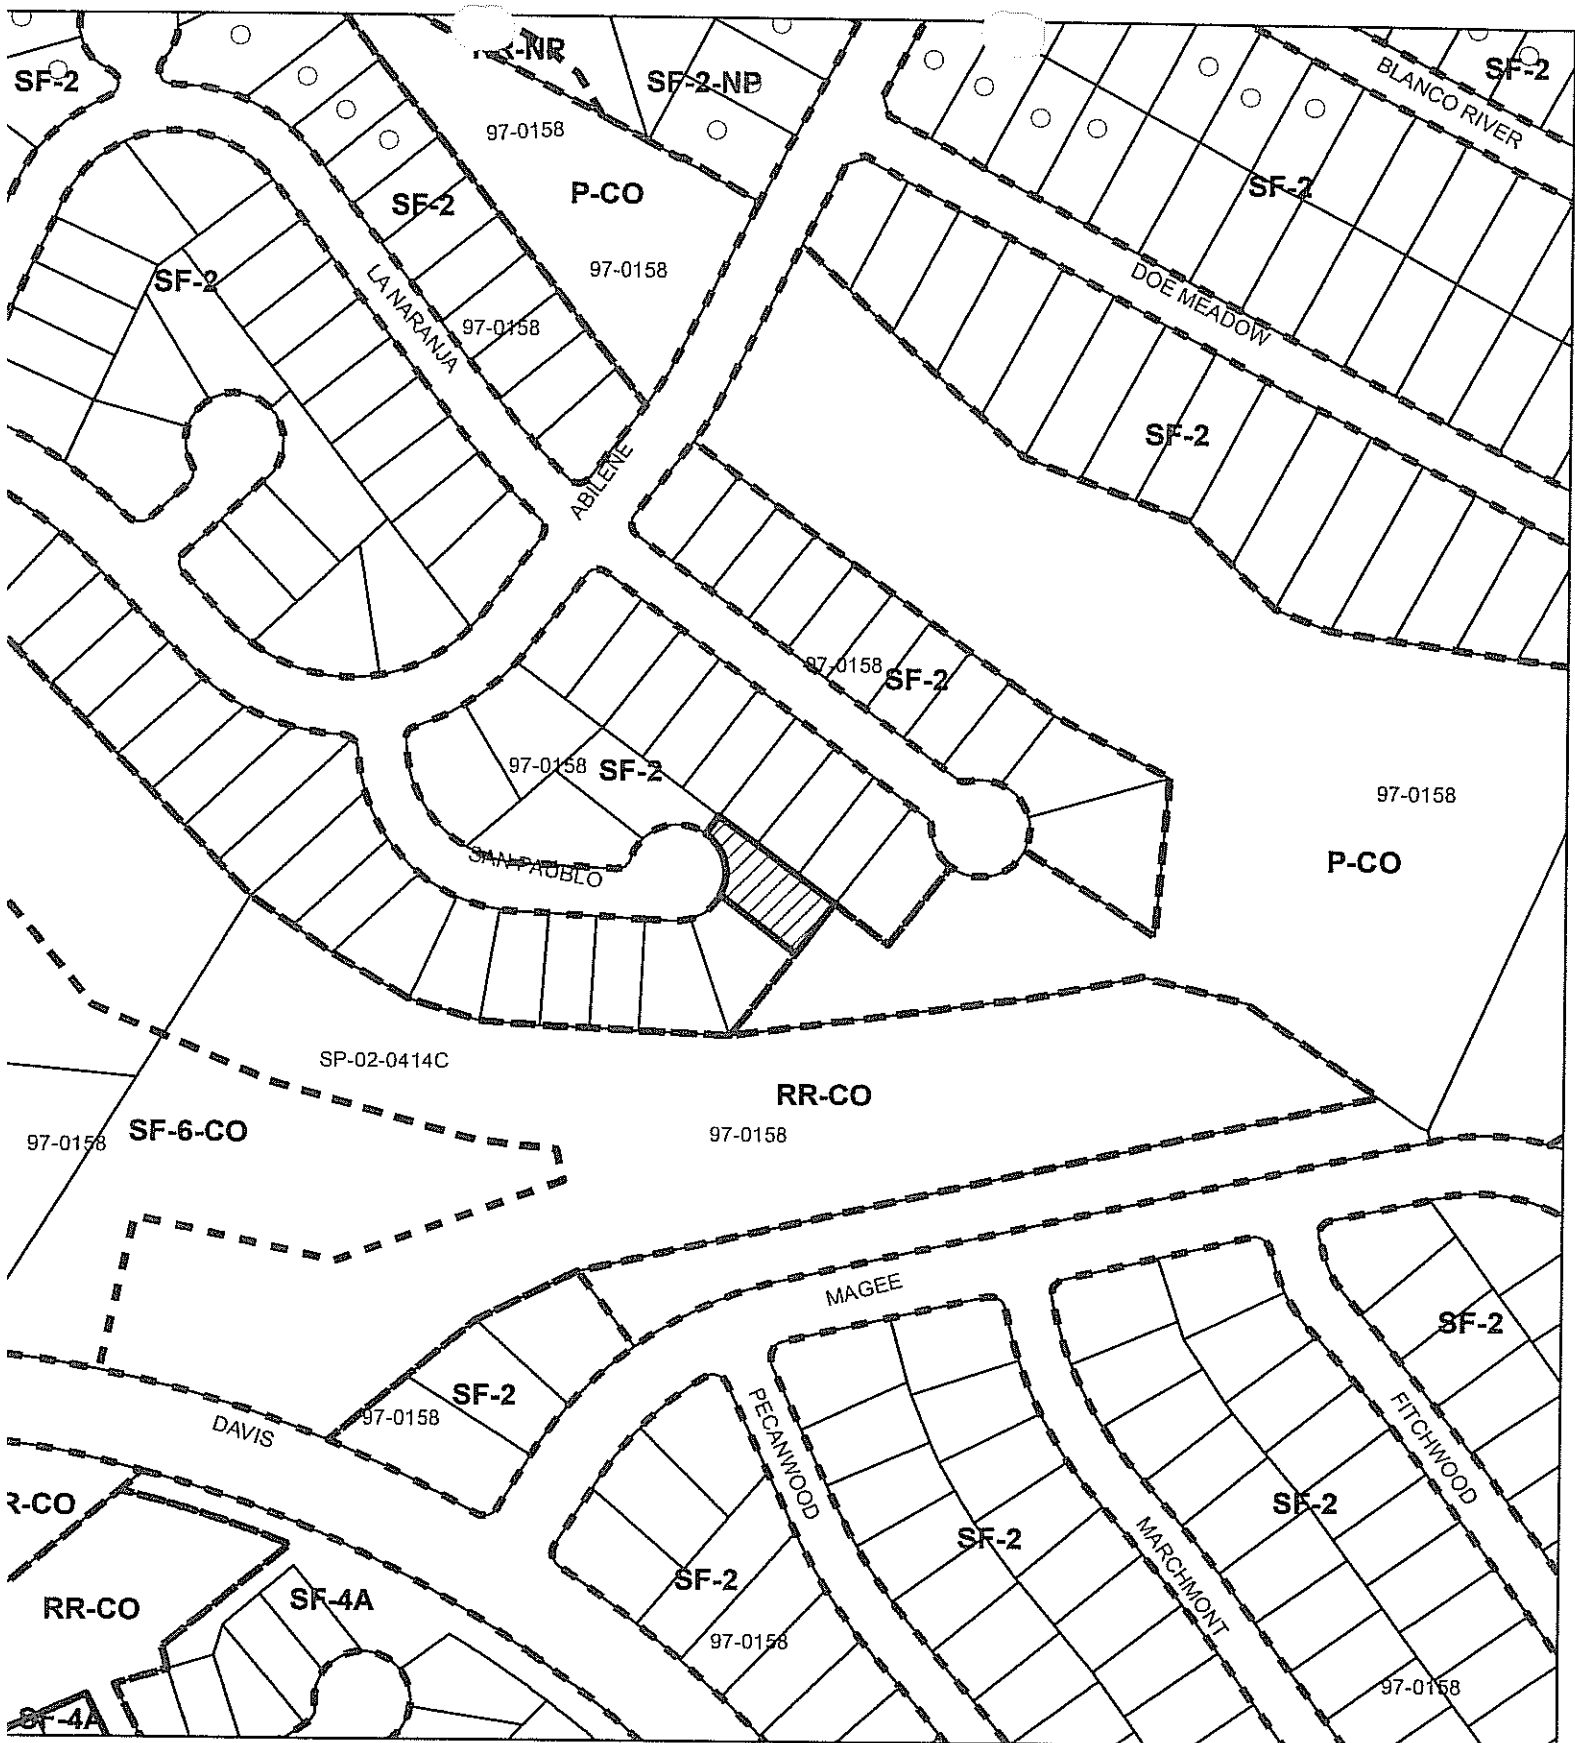 RR-NR
SF-2
SF-2-NP
SF-2
BLANCO RIVER
97-0158
P-CO
SF-2
SF-2
97-0158
SF-2
LA NARANJA
97-0158
DOE MEADOW
SF-2
ABILENE
97-0158
SF-2
97-0158
SF-2
97-0158
P-CO
SAN PAUBLO
SP-02-0414C
RR-CO
97-0158
SF-6-CO
97-0158
MAGEE
SF-2
SF-2
97-0158
DAVIS
PECANWOOD
FITCHWOOD
R-CO
SF-2
SF-2
MARCHMONT
SF-2
RR-CO
SF-4A
97-0158
97-0158
SF-4A